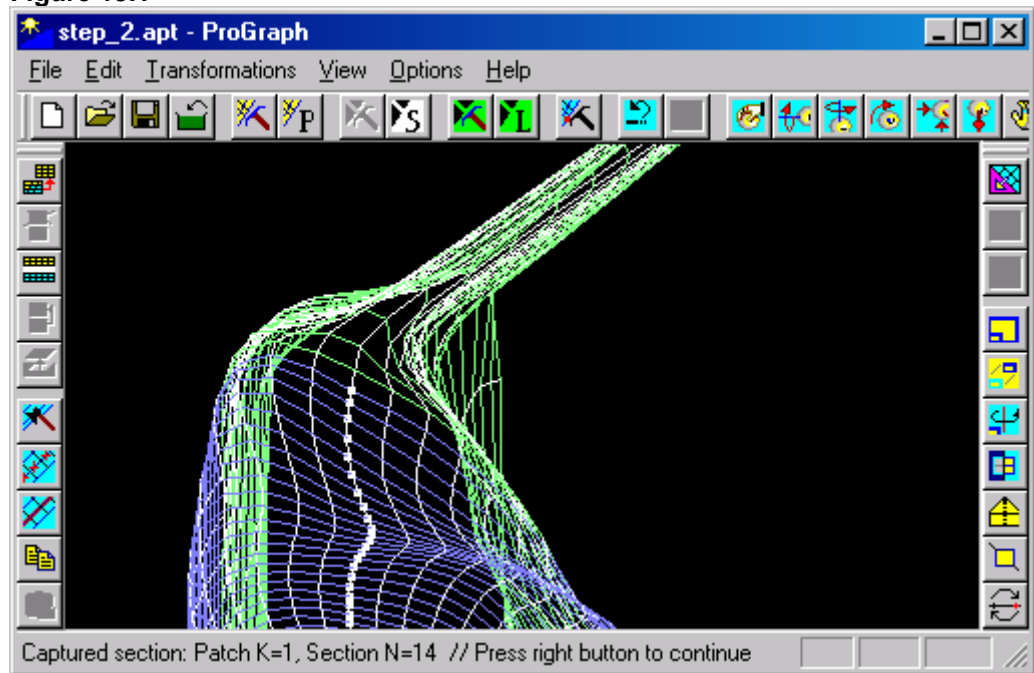 step_2.apt - ProGraph
File Edit Transformations View Options Help
P S L
Captured section: Patch K=1, Section N=14 // Press right button to continue